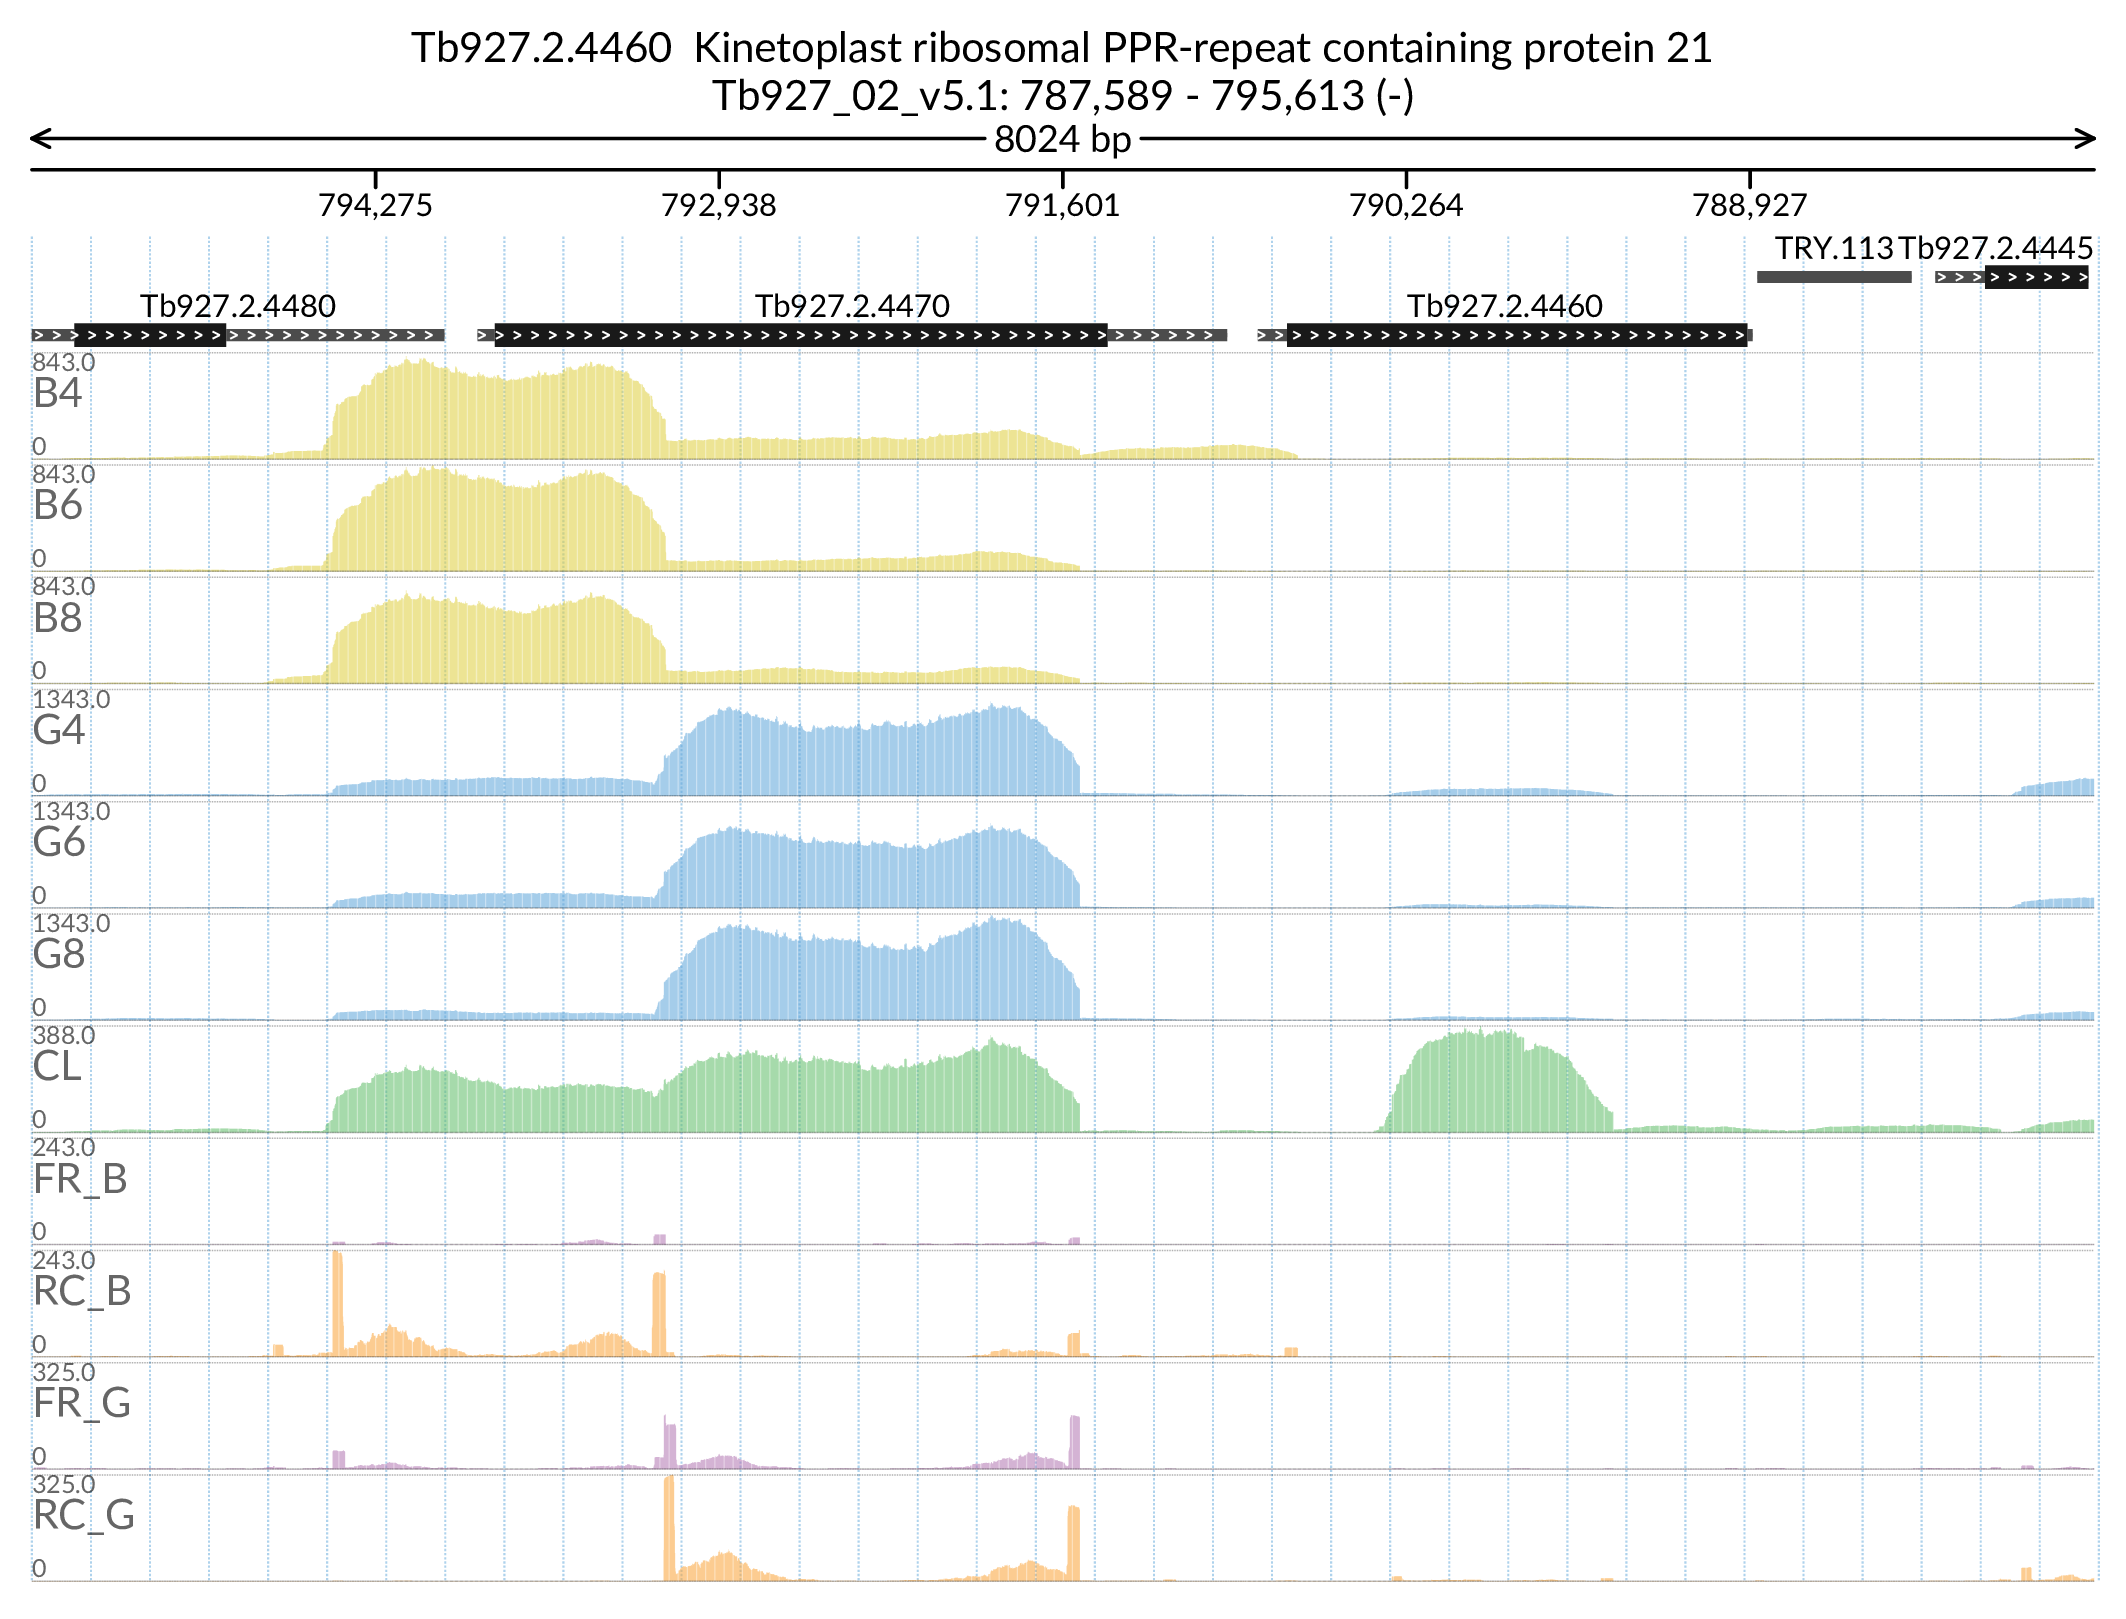 Tb927.2.4460  Kinetoplast ribosomal PPR-repeat containing protein 21
Tb927_02_v5.1: 787,589 - 795,613 (-)
8024 bp
794,275 792,938 791,601 790,264 788,927
TRY.113 Tb927.2.4445
Tb927.2.4480 Tb927.2.4470 Tb927.2.4460
843.0
B4
0
843.0
B6
0
843.0
B8
0
1343.0
G4
0
1343.0
G6
0
1343.0
G8
0
388.0
CL
0
243.0
FR_B
0
243.0
RC_B
0
325.0
FR_G
0
325.0
RC_G
0